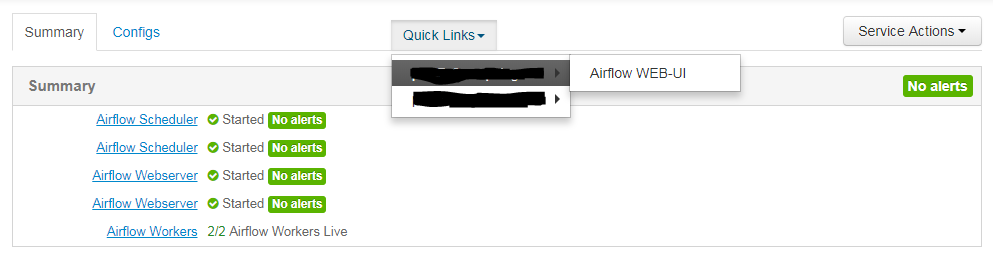 Summary
Configs
Quick Links
Service Actions
Airflow WEB-UI
Summary
No alerts
Airflow Scheduler Started No alerts
Airflow Scheduler Started No alerts
Airflow Webserver Started No alerts
Airflow Webserver Started No alerts
Airflow Workers 2/2 Airflow Workers Live